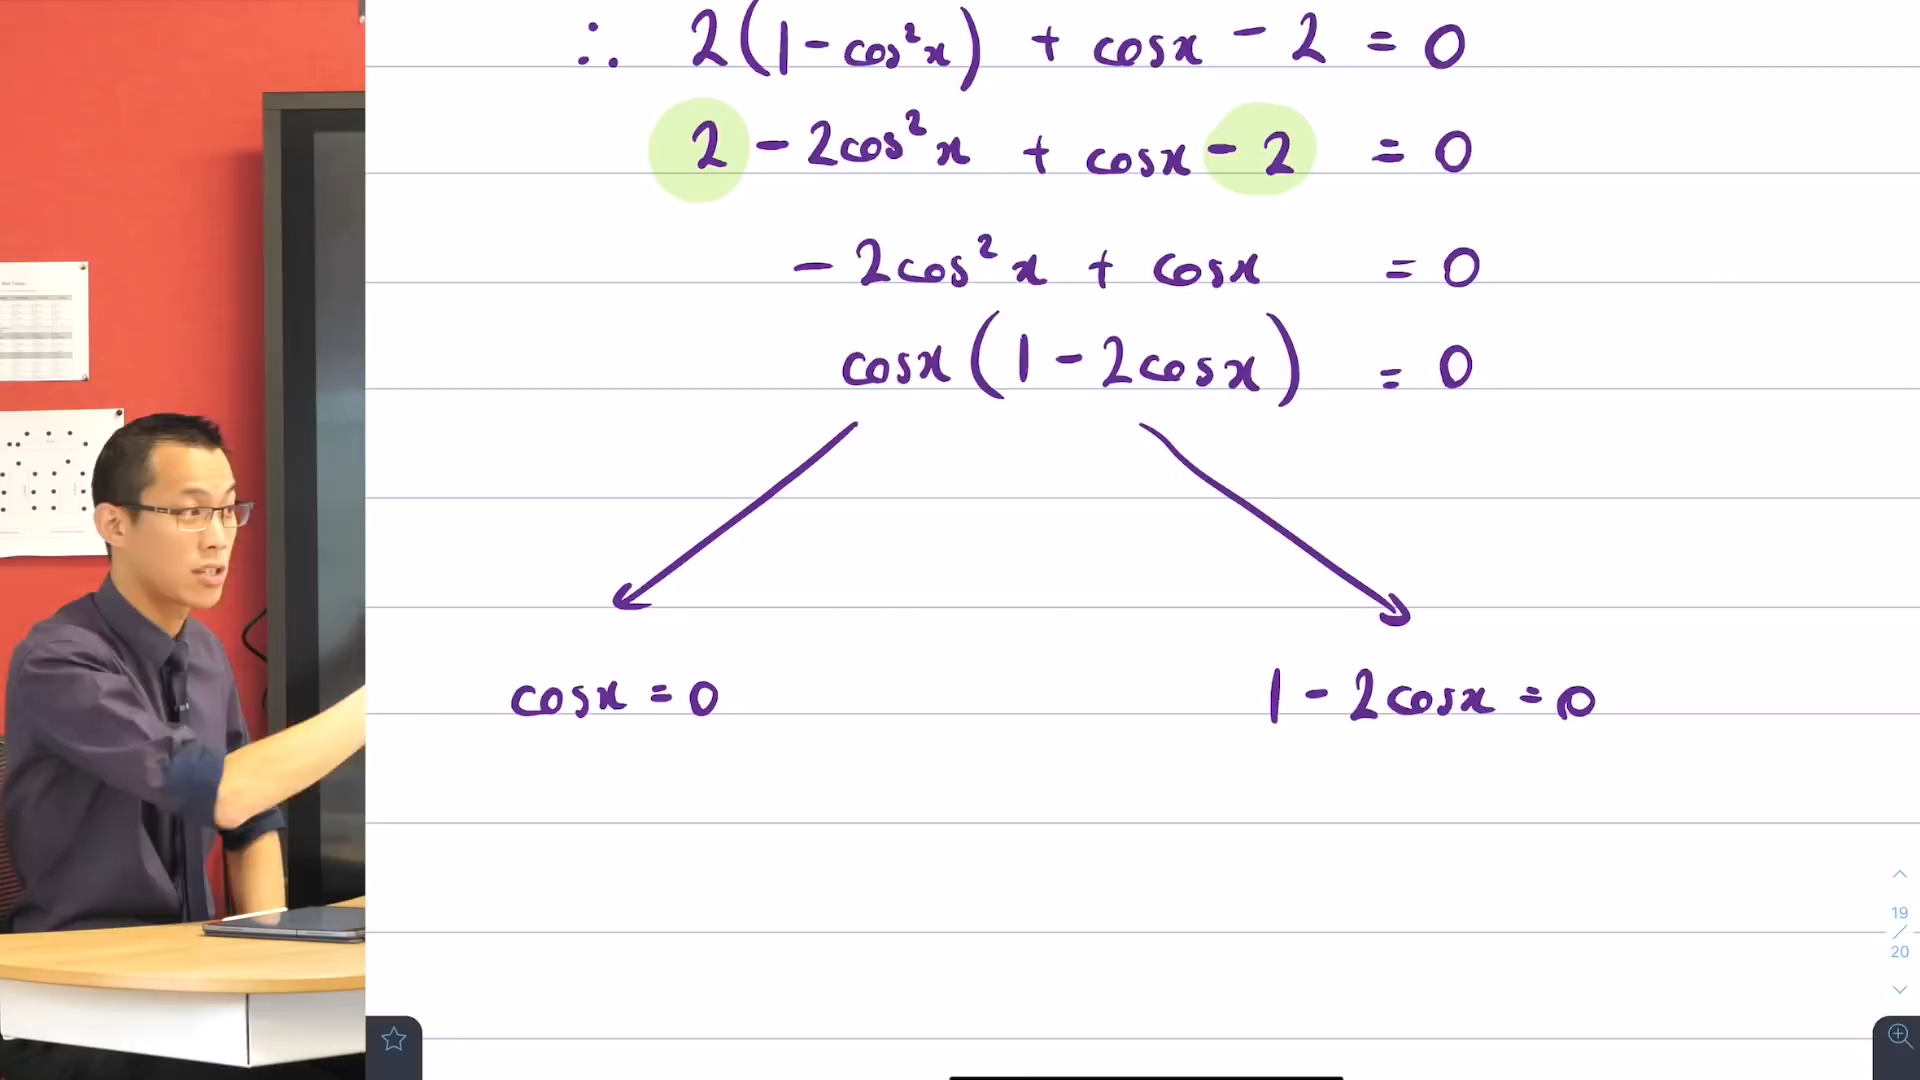 ∴ 2(1 - cos²x) + cosx - 2 = 0
2 - 2cos²x + cosx - 2 = 0
- 2cos²x + cosx = 0
cosx(1 - 2cosx) = 0
cosx = 0
1 - 2cosx = 0
19
/
20